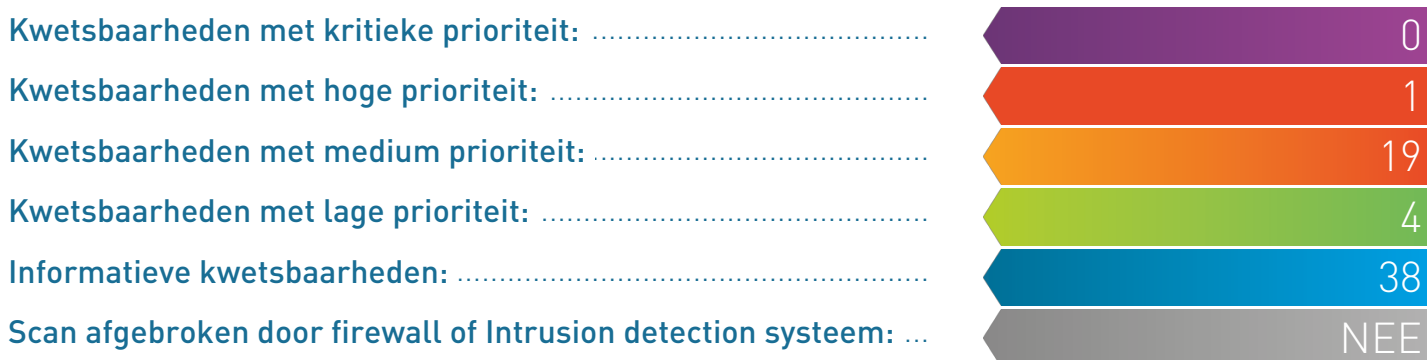 Kwetsbaarheden met kritieke prioriteit: ..................................... 0
Kwetsbaarheden met hoge prioriteit: .......................................... 1
Kwetsbaarheden met medium prioriteit: ..................................... 19
Kwetsbaarheden met lage prioriteit: ........................................... 4
Informatieve kwetsbaarheden: .................................................... 38
Scan afgebroken door firewall of Intrusion detection systeem: ... NEE